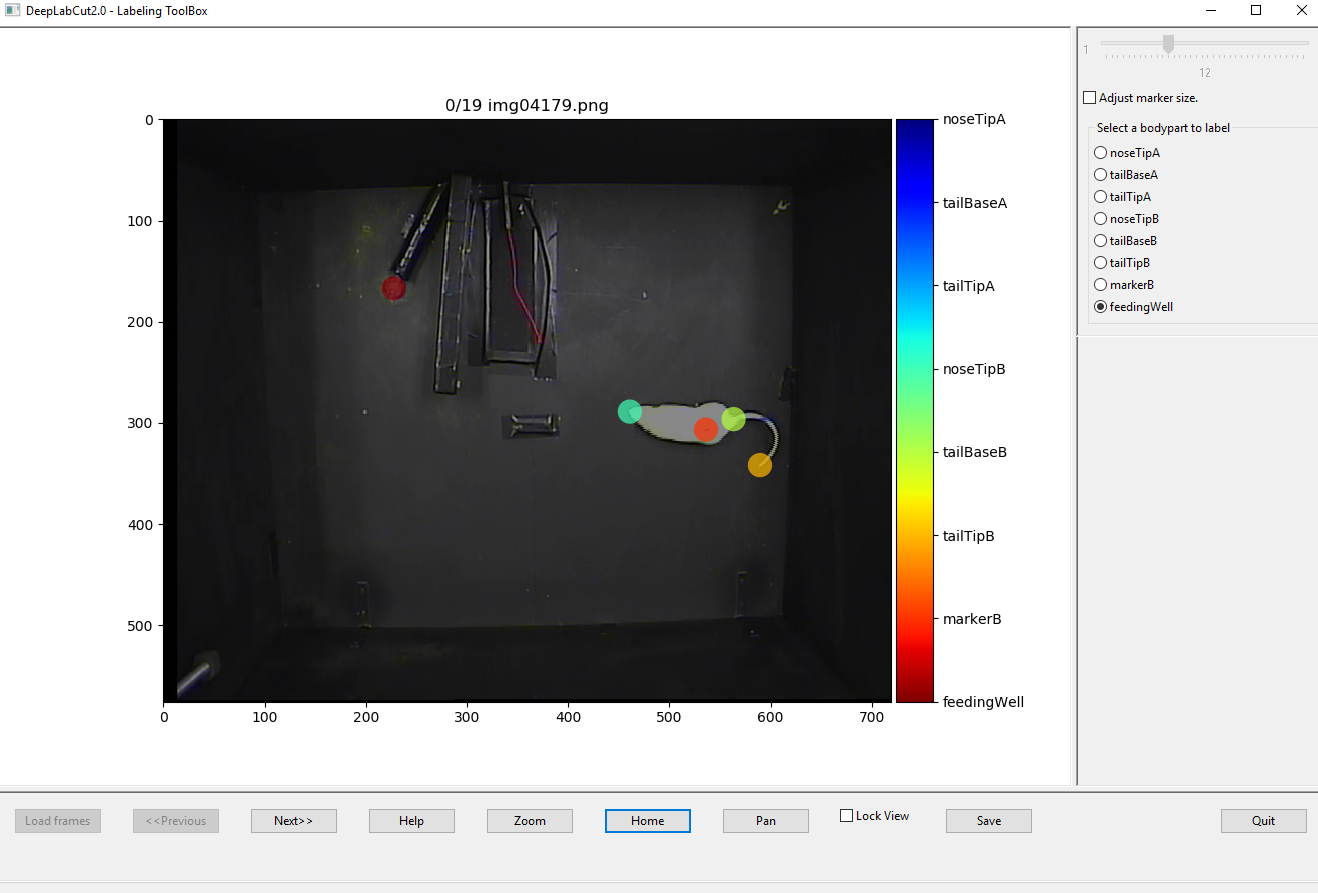 DeepLabCut2.0 - Labeling ToolBox
0/19 img04179.png
0
100
200
300
400
500
0 100 200 300 400 500 600 700
noseTipA
tailBaseA
tailTipA
noseTipB
tailBaseB
tailTipB
markerB
feedingWell
1
12
Adjust marker size.
Select a bodypart to label
noseTipA
tailBaseA
tailTipA
noseTipB
tailBaseB
tailTipB
markerB
feedingWell
Load frames <<Previous Next>> Help Zoom Home Pan Lock View Save Quit